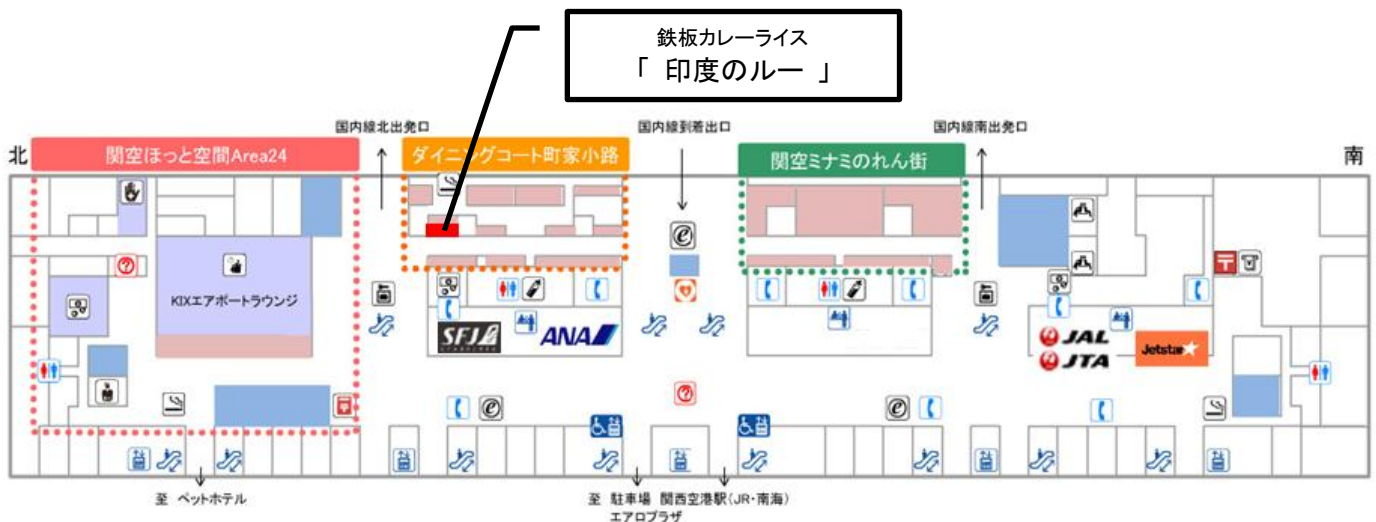 鉄板カレーライス
「 印度のルー 」
国内線北出発口
国内線到着出口
国内線南出発口
北
関空ほっと空間Area24
ダイニングコート町家小路
関空ミナミのれん街
南
KIXエアポートラウンジ
SFJ
ANA
JAL
JTA
Jetstar
至 ペットホテル
至 駐車場
エアロプラザ
関西空港駅(JR・南海)